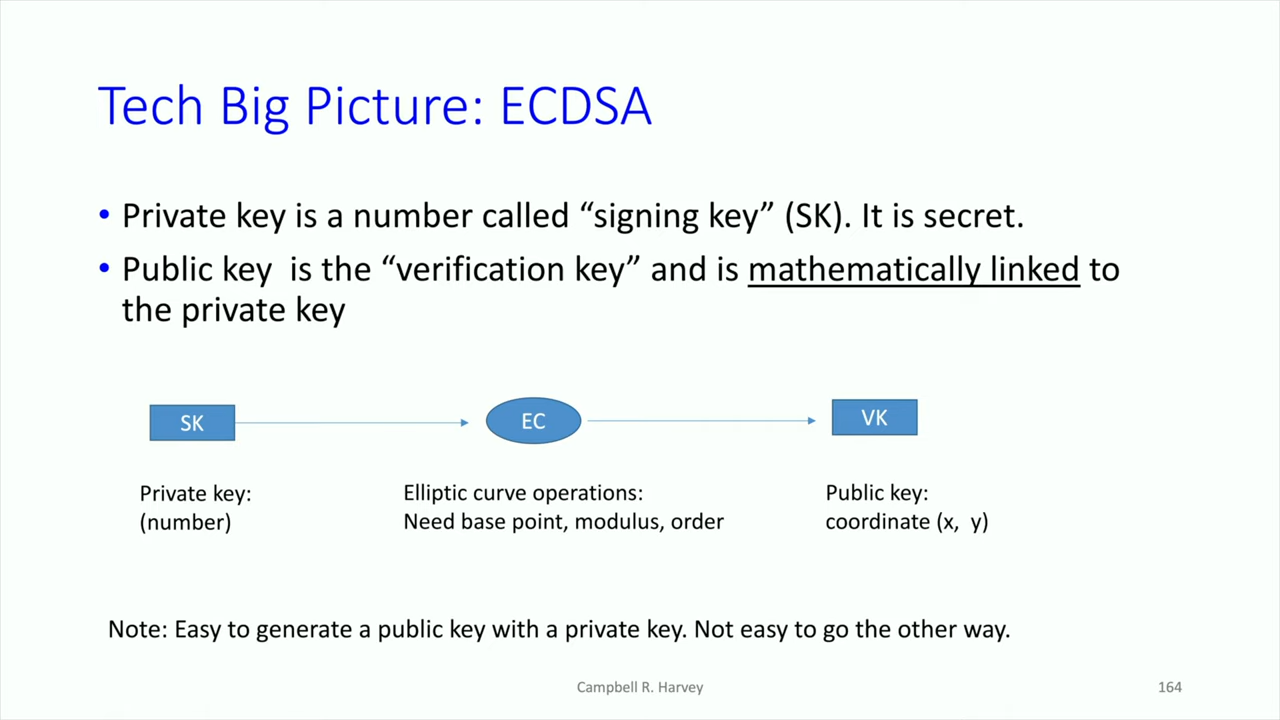 Tech Big Picture: ECDSA
• Private key is a number called “signing key” (SK). It is secret.
• Public key  is the “verification key” and is mathematically linked to
the private key
SK
EC
VK
Private key:
(number)
Elliptic curve operations:
Need base point, modulus, order
Public key:
coordinate (x,  y)
Note: Easy to generate a public key with a private key. Not easy to go the other way.
Campbell R. Harvey
164